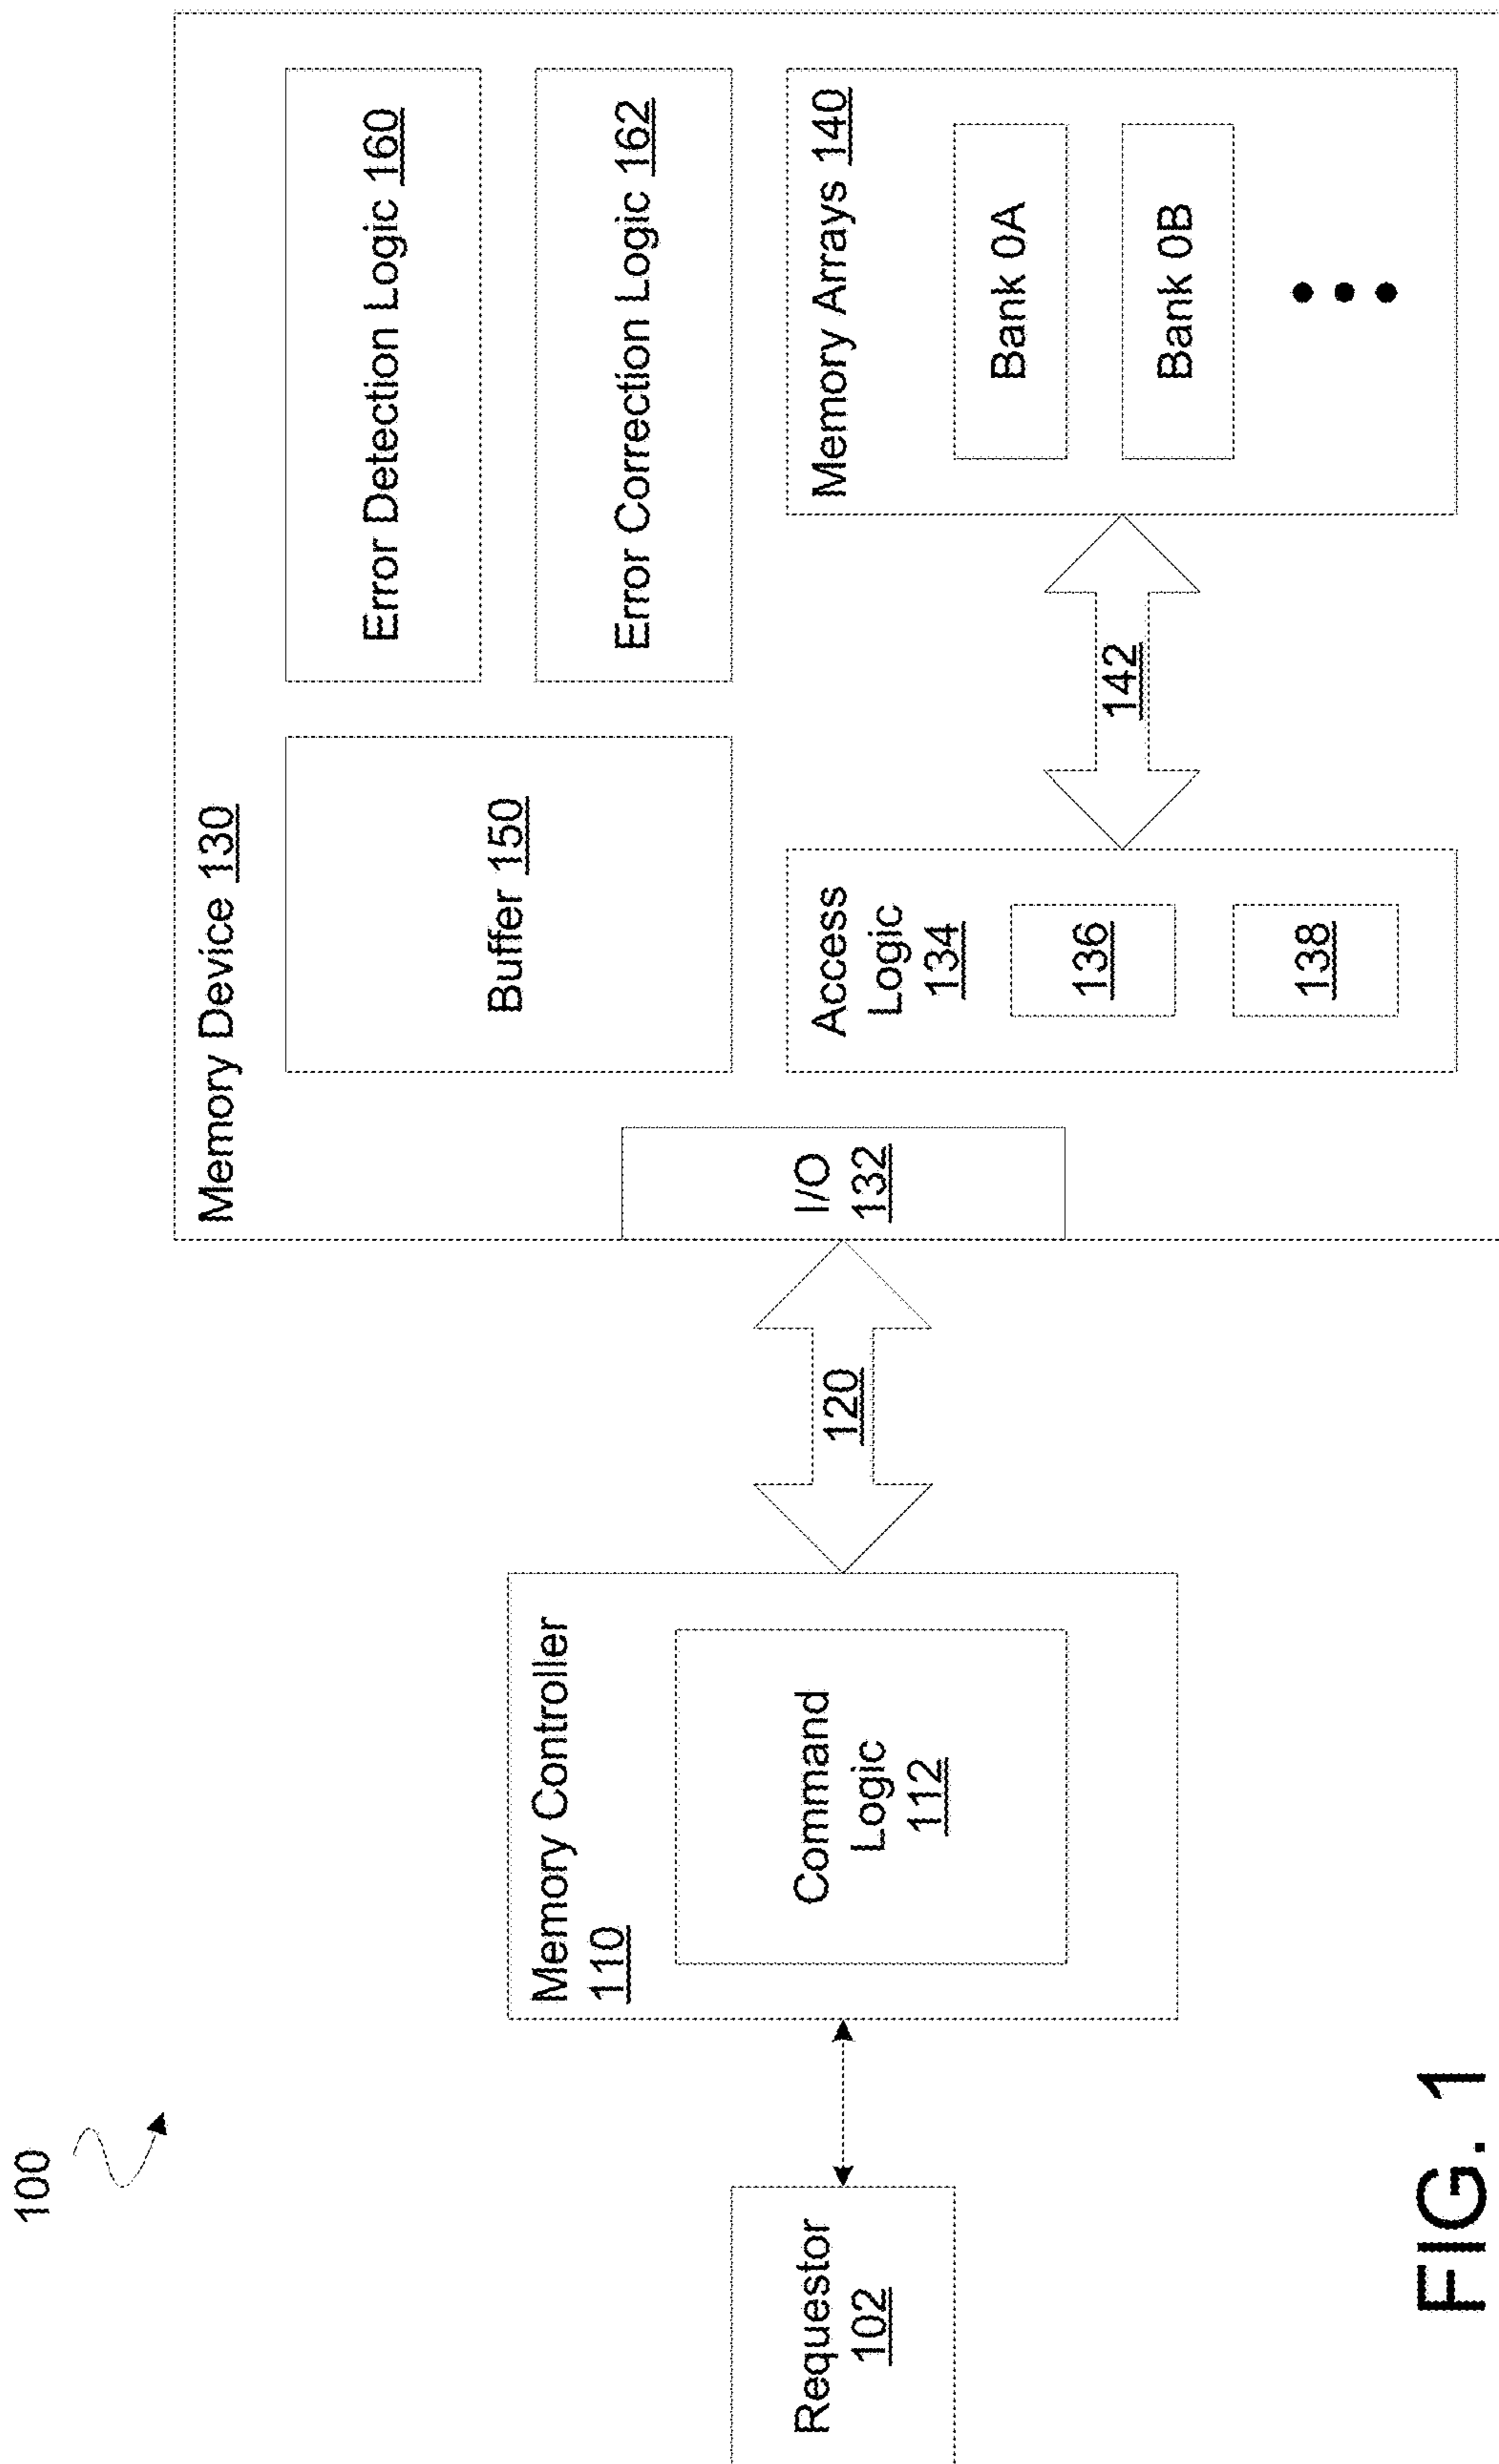 100
Requestor
102
Memory Controller
110
Command
Logic
112
120
Memory Device 130
I/O
132
Buffer 150
Error Detection Logic 160
Error Correction Logic 162
Access
Logic
134
136
138
142
Memory Arrays 140
Bank 0A
Bank 0B
FIG. 1